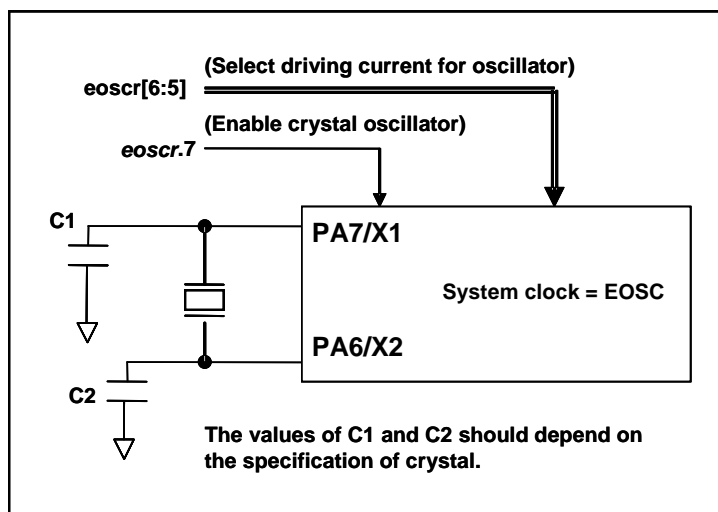 (Select driving current for oscillator)
eoscr[6:5]
(Enable crystal oscillator)
eoscr.7
C1
PA7/X1
System clock = EOSC
PA6/X2
C2
The values of C1 and C2 should depend on
the specification of crystal.